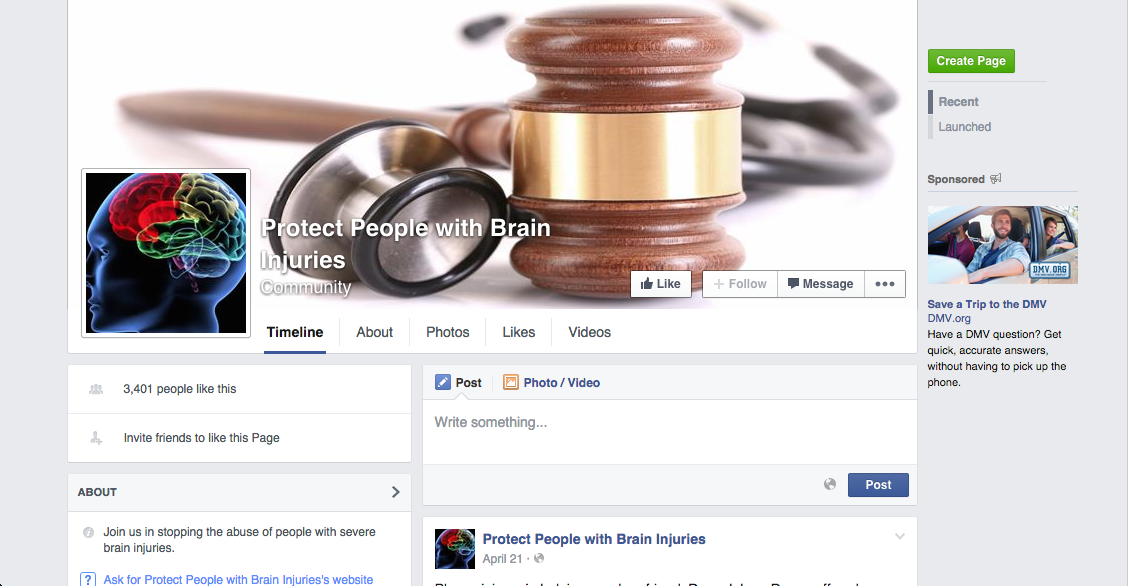 Create Page
Recent
Launched
Protect People with Brain
Injuries
Community
Like
+ Follow
Message
Timeline
About
Photos
Likes
Videos
Sponsored
DMV.ORG
Save a Trip to the DMV
DMV.org
Have a DMV question? Get
quick, accurate answers,
without having to pick up the
phone.
3,401 people like this
Invite friends to like this Page
ABOUT
Join us in stopping the abuse of people with severe
brain injuries.
? Ask for Protect People with Brain Injuries's website
Post
Photo / Video
Write something...
Post
Protect People with Brain Injuries
April 21 ·